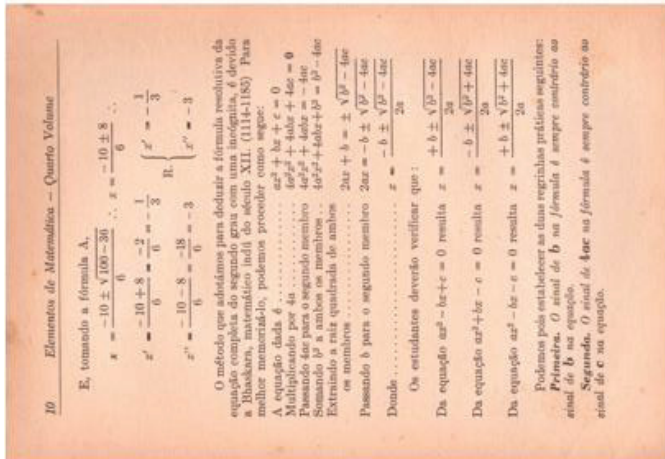 10 Elementos de Matemática — Quarto Volume
E, tomando a fórmula A,
x = −10 ± √100−36 / 6 ∴ x = −10 ± 8 / 6 ∴
x′ = −10 + 8 / 6 = −2 / 6 = − 1 / 3
x″ = −10 − 8 / 6 = −18 / 6 = −3
R. { x′ = − 1 / 3
x″ = − 3
O método que adotámos para deduzir a fórmula resolutiva da
equação completa do segundo grau com uma incógnita, é devido
a Bhaskara, matemático indú do século XII. (1114-1185) Para
melhor memorizá-lo, podemos proceder como segue:
A equação dada é ........ ax² + bx + c = 0
Multiplicando por 4a ........ 4a²x² + 4abx + 4ac = 0
Passando 4ac para o segundo membro 4a²x² + 4abx = − 4ac
Somando b² a ambos os membros .. 4a²x²+4abx+b² = b² − 4ac
Extraindo a raiz quadrada de ambos
os membros ........ 2ax + b = ± √b² − 4ac
Passando b para o segundo membro 2ax = − b ± √b² − 4ac
Donde ........ x = − b ± √b² − 4ac / 2a
Os estudantes deverão verificar que :
Da equação ax² − bx + c = 0 resulta x = + b ± √b² − 4ac / 2a
Da equação ax² + bx − c = 0 resulta x = − b ± √b² + 4ac / 2a
Da equação ax² − bx − c = 0 resulta x = + b ± √b² + 4ac / 2a
Podemos pois estabelecer as duas regrinhas práticas seguintes:
Primeira. O sinal de b na fórmula é sempre contrário ao
sinal de b na equação.
Segunda. O sinal de 4ac na fórmula é sempre contrário ao
sinal de c na equação.